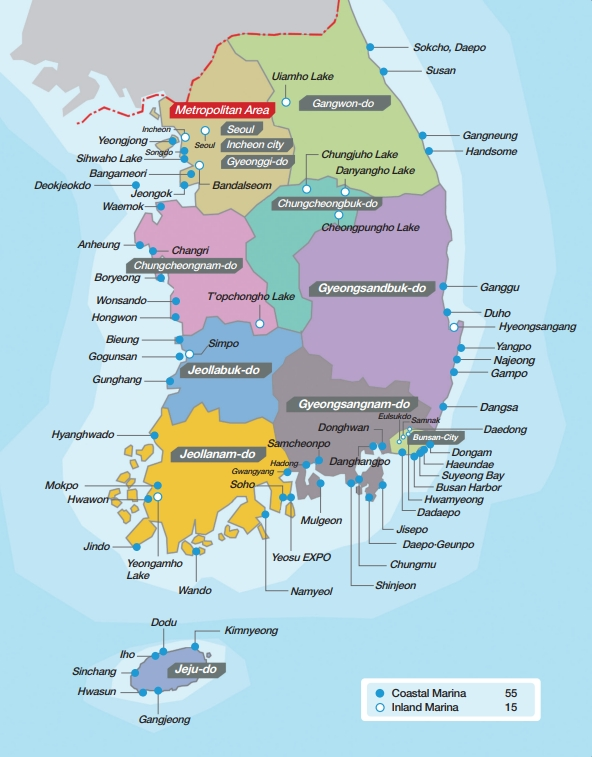 Sokcho, Daepo
Susan
Uiamho Lake
Gangwon-do
Metropolitan Area
Incheon
Seoul
Seoul
Yeongjong
Songdo
Incheon city
Gangneung
Sihwaho Lake
Gyeonggi-do
Chungjuho Lake
Handsome
Bangameori
Danyangho Lake
Deokjeokdo
Jeongok
Bandalseom
Waemok
Chungcheongbuk-do
Cheongpungho Lake
Anheung
Changri
Chungcheongnam-do
Boryeong
Gyeongsandbuk-do
Ganggu
Wonsando
T'opchongho Lake
Hongwon
Duho
Hyeongsangang
Bieung
Simpo
Yangpo
Gogunsan
Najeong
Jeollabuk-do
Gampo
Gunghang
Gyeongsangnam-do
Dangsa
Eulsukdo
Samnak
Donghwan
Daedong
Hyanghwado
Bunsan-City
Samcheonpo
Jeollanam-do
Dongam
Hadong
Danghangpo
Haeundae
Gwangyang
Suyeong Bay
Mokpo
Soho
Busan Harbor
Hwawon
Hwamyeong
Dadaepo
Mulgeon
Jisepo
Jindo
Daepo-Geunpo
Yeosu EXPO
Yeongamho
Lake
Chungmu
Wando
Namyeol
Shinjeon
Dodu
Kimnyeong
Iho
Sinchang
Jeju-do
Hwasun
Gangjeong
Coastal Marina 55
Inland Marina 15